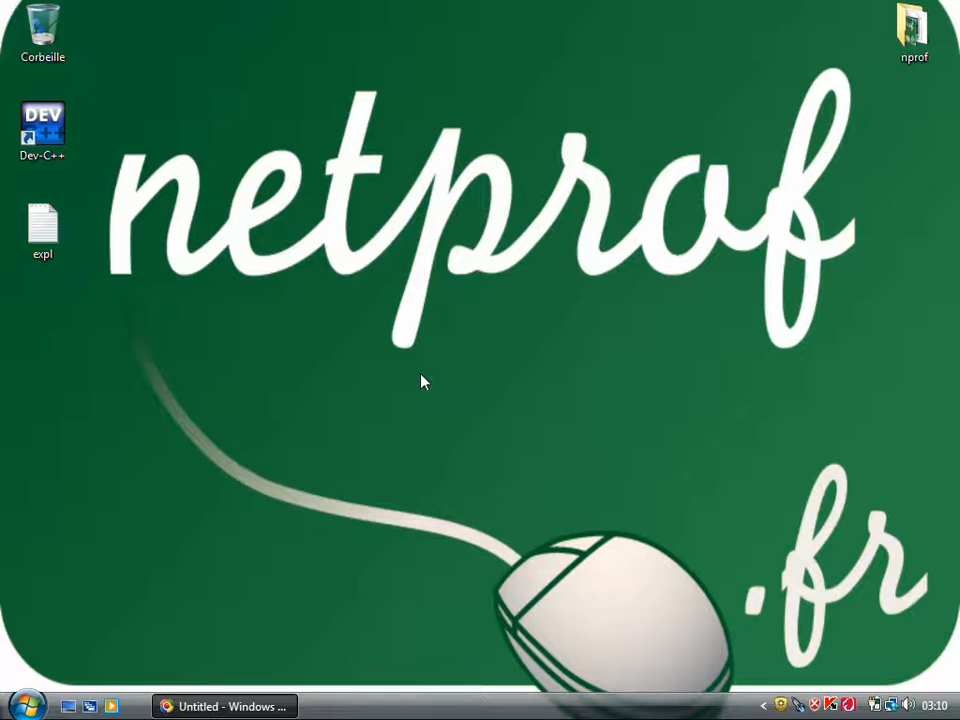 Corbeille
nprof
DEV
C++
Dev-C++
expl
netprof
.fr
Untitled - Windows ...
03:10